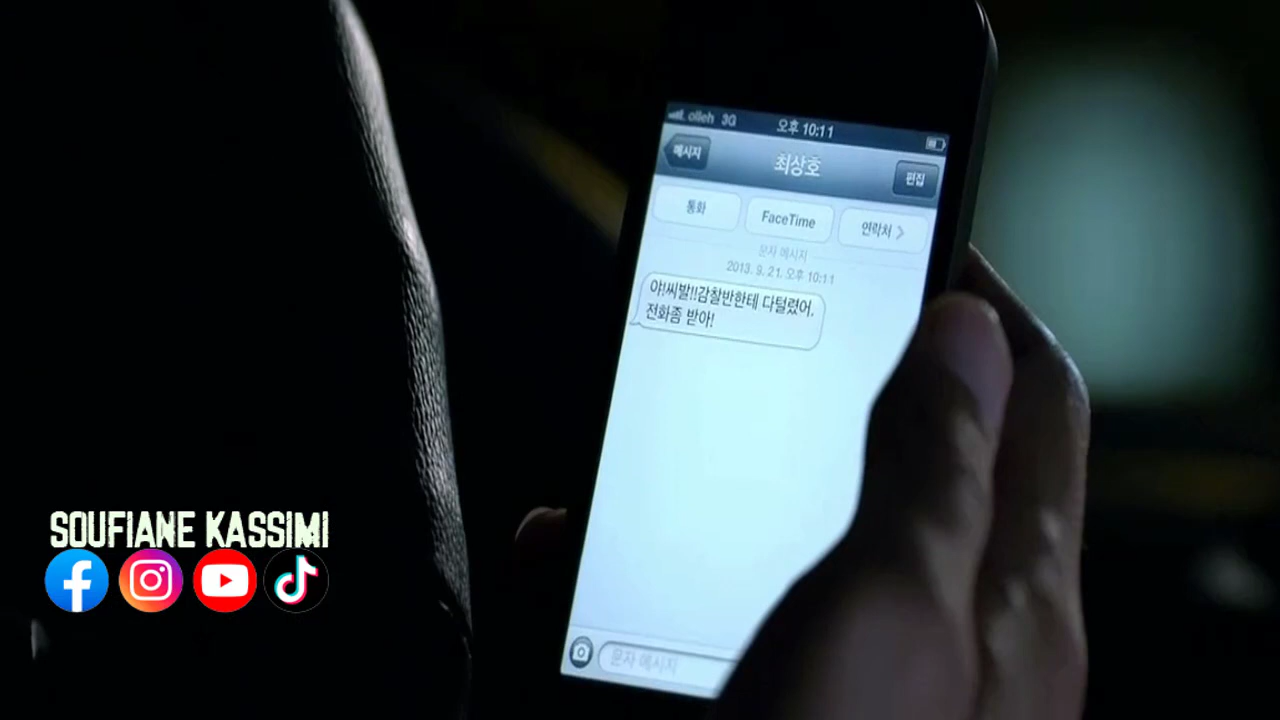 olleh 3G 오후 10:11
메시지 최상호 편집
통화 FaceTime 연락처
문자 메시지
2013. 9. 21. 오후 10:11
야!씨발!!감찰반한테 다털렸어.
전화좀 받아!
문자 메시지
SOUFIANE KASSIMI